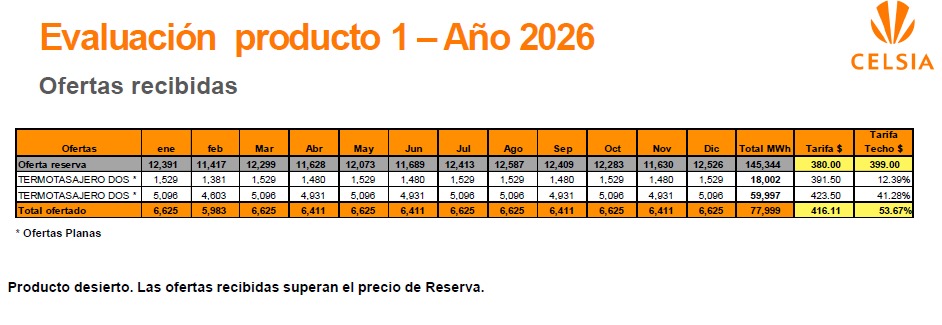 Evaluación producto 1 – Año 2026
CELSIA
Ofertas recibidas
Ofertas ene feb Mar Abr May Jun Jul Ago Sep Oct Nov Dic Total MWh Tarifa $ Tarifa Techo $
Oferta reserva 12,391 11,417 12,299 11,628 12,073 11,689 12,413 12,587 12,409 12,283 11,630 12,526 145,344 380.00 399.00
TERMOTASAJERO DOS * 1,529 1,381 1,529 1,480 1,529 1,480 1,529 1,529 1,480 1,529 1,480 1,529 18,002 391.50 12.39%
TERMOTASAJERO DOS * 5,096 4,603 5,096 4,931 5,096 4,931 5,096 5,096 4,931 5,096 4,931 5,096 59,997 423.50 41.28%
Total ofertado 6,625 5,983 6,625 6,411 6,625 6,411 6,625 6,625 6,411 6,625 6,411 6,625 77,999 416.11 53.67%
* Ofertas Planas
Producto desierto. Las ofertas recibidas superan el precio de Reserva.